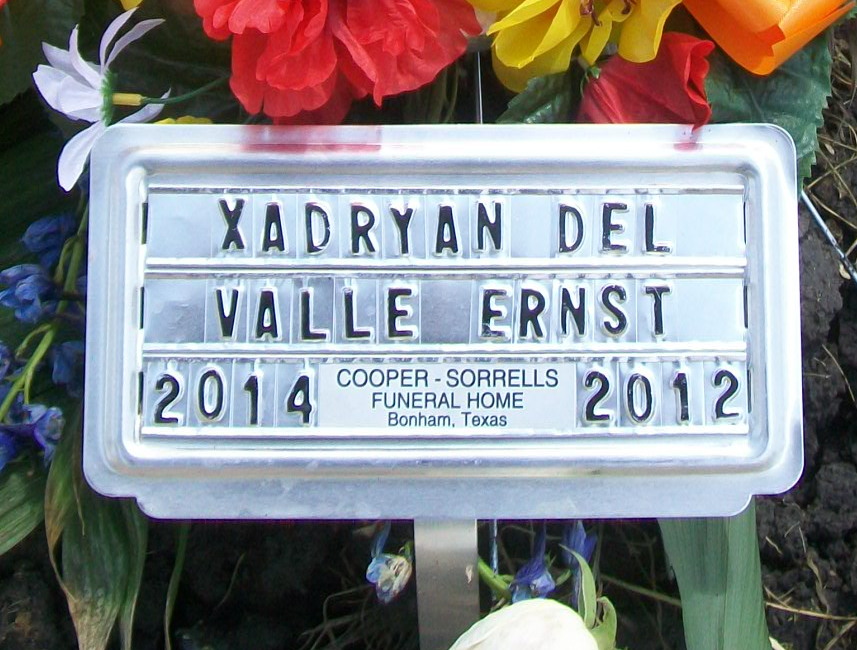 XADRYAN DEL
VALLE ERNST
2014 COOPER - SORRELLS 2012
FUNERAL HOME
Bonham, Texas